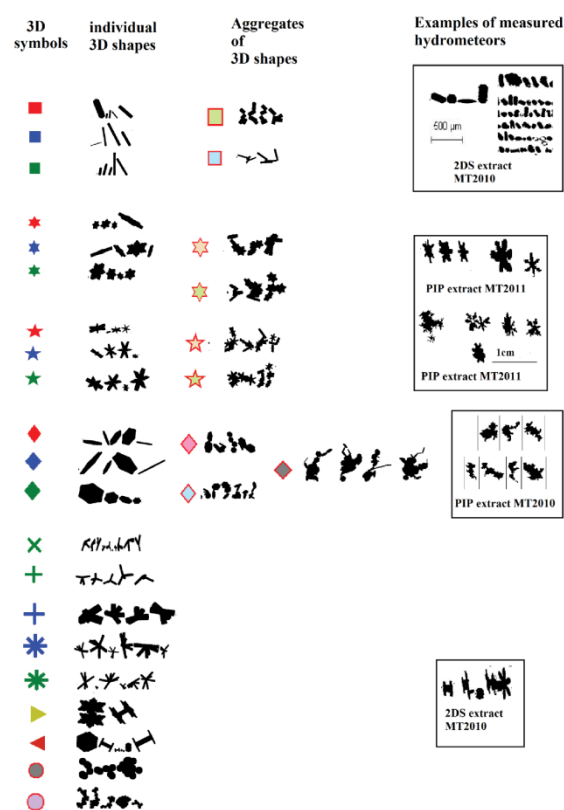 3D
symbols
individual
3D shapes
Aggregates
of
3D shapes
Examples of measured
hydrometeors
500 µm
2DS extract
MT2010
PIP extract MT2011
1cm
PIP extract MT2011
PIP extract MT2010
2DS extract
MT2010